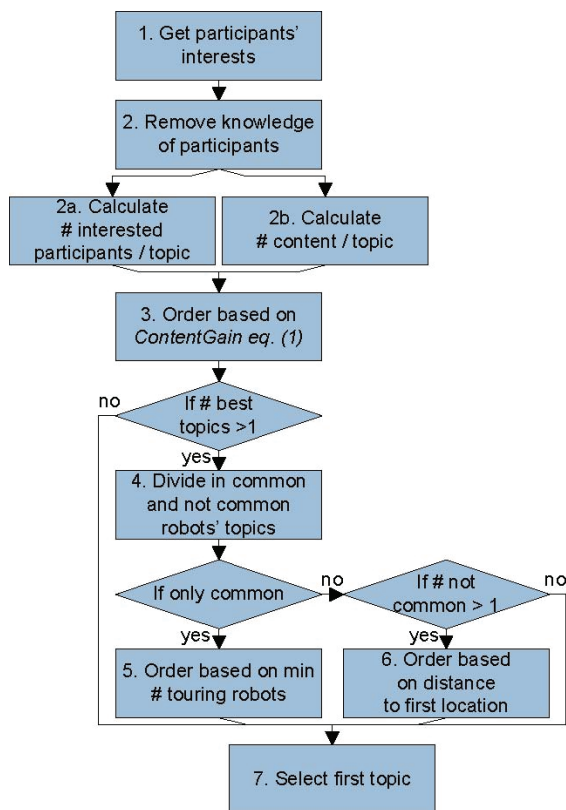 1. Get participants'
interests
2. Remove knowledge
of participants
2a. Calculate
# interested
participants / topic
2b. Calculate
# content / topic
3. Order based on
ContentGain eq. (1)
no
If # best
topics >1
yes
4. Divide in common
and not common
robots' topics
If only common
no
If # not
common > 1
no
yes
yes
5. Order based on min
# touring robots
6. Order based
on distance
to first location
7. Select first topic